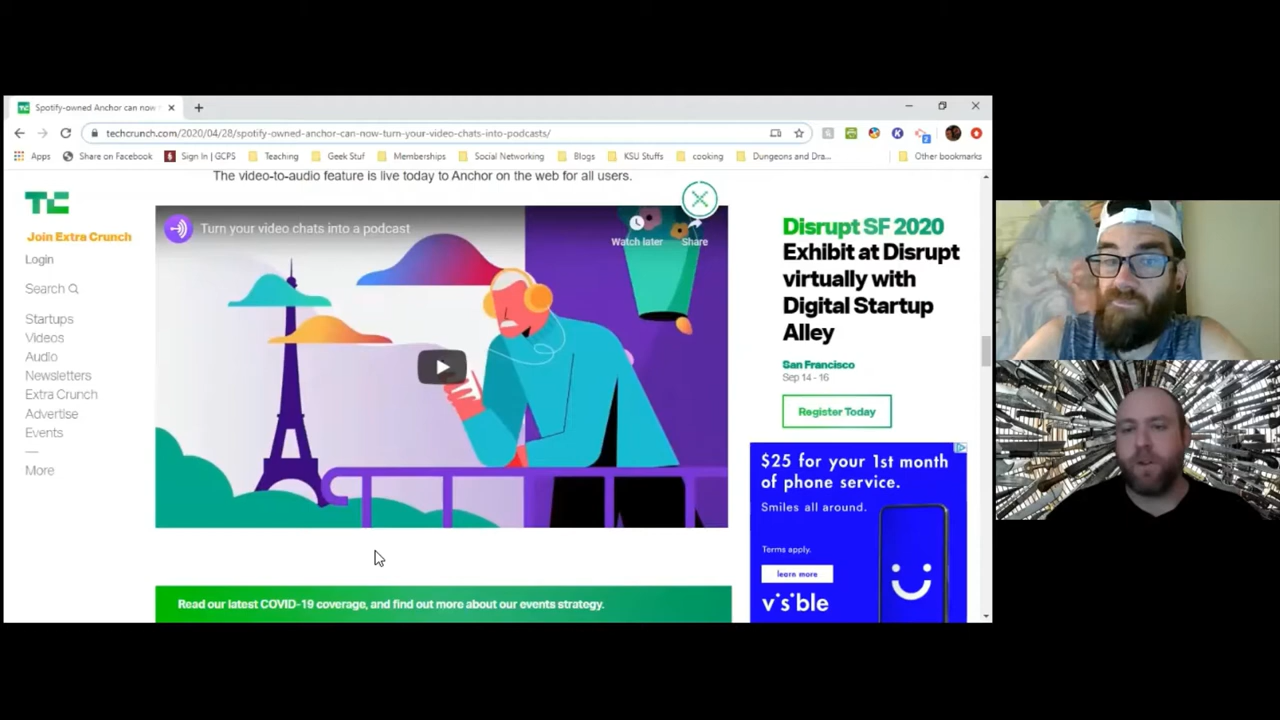 Spotify-owned Anchor can now
techcrunch.com/2020/04/28/spotify-owned-anchor-can-now-turn-your-video-chats-into-podcasts/
Apps
Share on Facebook
Sign In | GCPS
Teaching
Geek Stuf
Memberships
Social Networking
Blogs
KSU Stuffs
cooking
Dungeons and Dra...
Other bookmarks
TC
Join Extra Crunch
Login
Search
Startups
Videos
Audio
Newsletters
Extra Crunch
Advertise
Events
—
More
The video-to-audio feature is live today to Anchor on the web for all users.
Turn your video chats into a podcast
Watch later
Share
Read our latest COVID-19 coverage, and find out more about our events strategy.
Disrupt SF 2020
Exhibit at Disrupt
virtually with
Digital Startup
Alley
San Francisco
Sep 14 - 16
Register Today
$25 for your 1st month
of phone service.
Smiles all around.
Terms apply.
learn more
visible